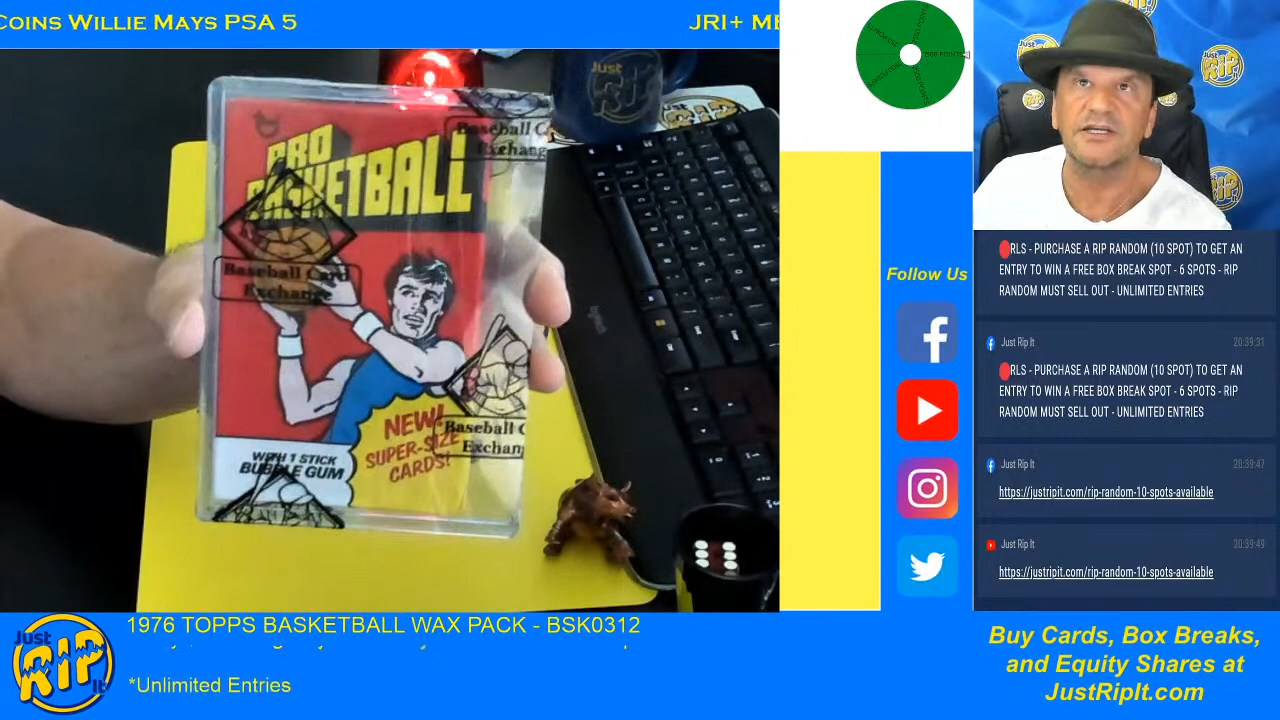 COINS WILLIE MAYS PSA 5
JRI+
PRO
BASKETBALL
Baseball Card
Exchange
NEW!
SUPER-SIZE
CARDS!
WITH 1 STICK
BUBBLE GUM
Baseball C
Exchan
Just
RIP
Follow Us
RLS - PURCHASE A RIP RANDOM (10 SPOT) TO GET AN
ENTRY TO WIN A FREE BOX BREAK SPOT - 6 SPOTS - RIP
RANDOM MUST SELL OUT - UNLIMITED ENTRIES
Just Rip It 20:39:31
RLS - PURCHASE A RIP RANDOM (10 SPOT) TO GET AN
ENTRY TO WIN A FREE BOX BREAK SPOT - 6 SPOTS - RIP
RANDOM MUST SELL OUT - UNLIMITED ENTRIES
Just Rip It 20:39:47
https://justripit.com/rip-random-10-spots-available
Just Rip It 20:39:49
https://justripit.com/rip-random-10-spots-available
Just
RIP
It
1976 TOPPS BASKETBALL WAX PACK - BSK0312
*Unlimited Entries
Buy Cards, Box Breaks,
and Equity Shares at
JustRipIt.com